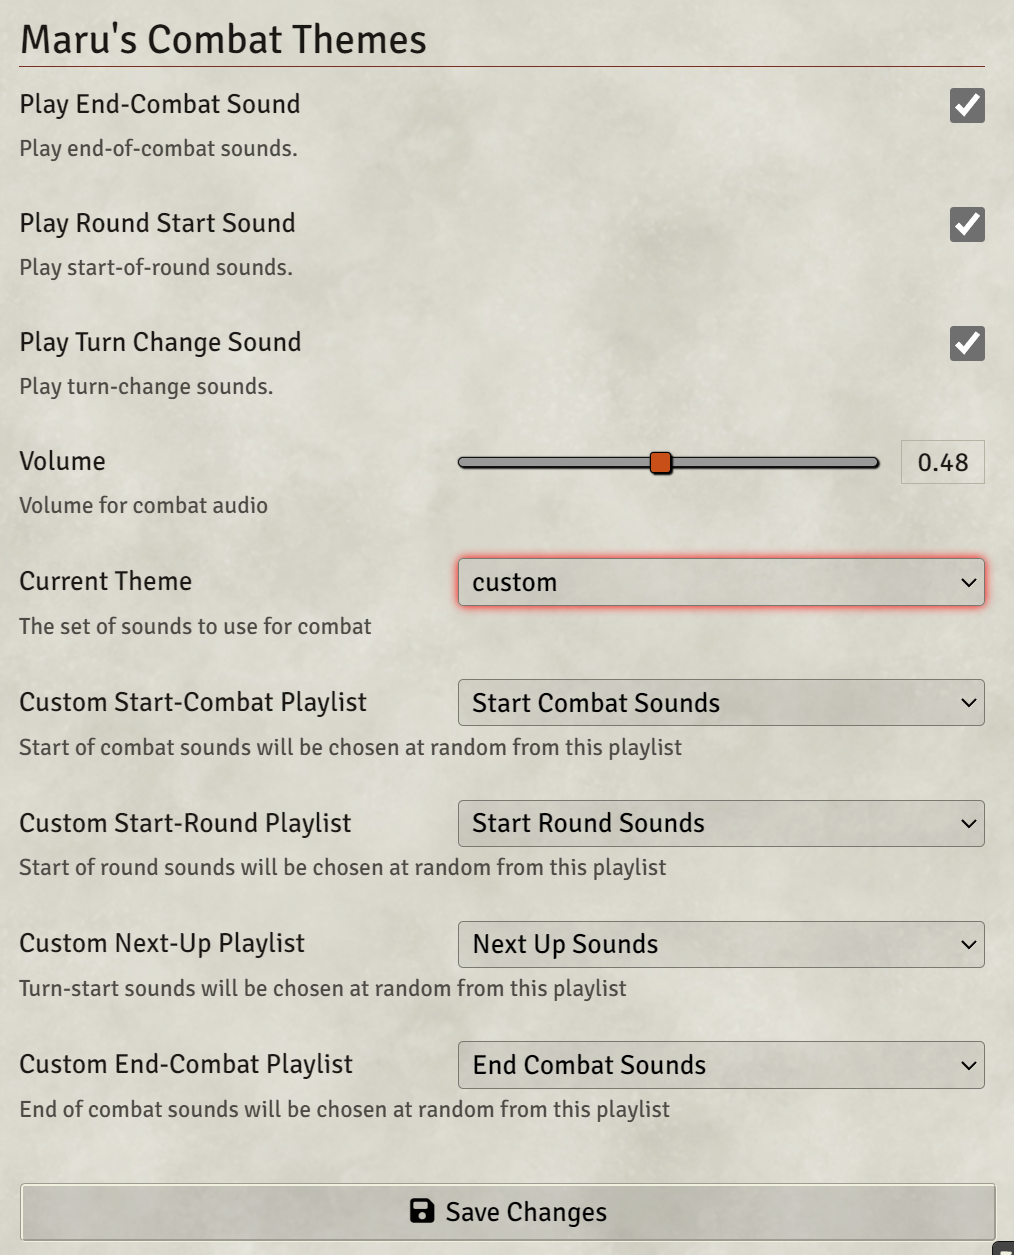 Maru's Combat Themes
Play End-Combat Sound
Play end-of-combat sounds.
Play Round Start Sound
Play start-of-round sounds.
Play Turn Change Sound
Play turn-change sounds.
Volume
0.48
Volume for combat audio
Current Theme
custom
The set of sounds to use for combat
Custom Start-Combat Playlist
Start Combat Sounds
Start of combat sounds will be chosen at random from this playlist
Custom Start-Round Playlist
Start Round Sounds
Start of round sounds will be chosen at random from this playlist
Custom Next-Up Playlist
Next Up Sounds
Turn-start sounds will be chosen at random from this playlist
Custom End-Combat Playlist
End Combat Sounds
End of combat sounds will be chosen at random from this playlist
Save Changes